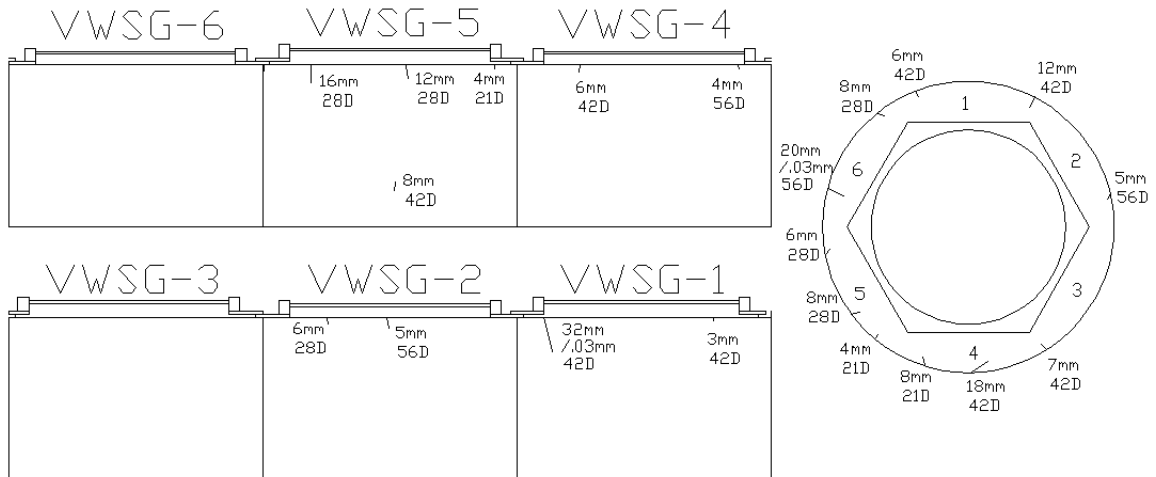 VWSG-6
VWSG-5
VWSG-4
16mm
28D
12mm
28D
4mm
21D
6mm
42D
4mm
56D
8mm
42D
VWSG-3
VWSG-2
VWSG-1
6mm
28D
5mm
56D
32mm
/.03mm
42D
3mm
42D
6mm
42D
12mm
42D
8mm
28D
20mm
/.03mm
56D
5mm
56D
6mm
28D
8mm
28D
4mm
21D
8mm
21D
18mm
42D
7mm
42D
1
2
3
4
5
6